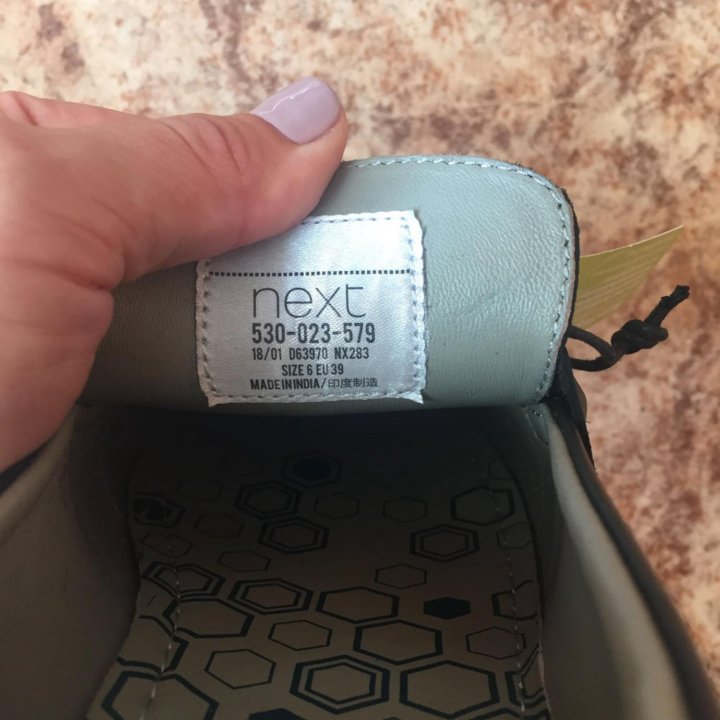 next
530-023-579
18/01 D63970 NX283
SIZE 6 EU 39
MADE IN INDIA/印度制造